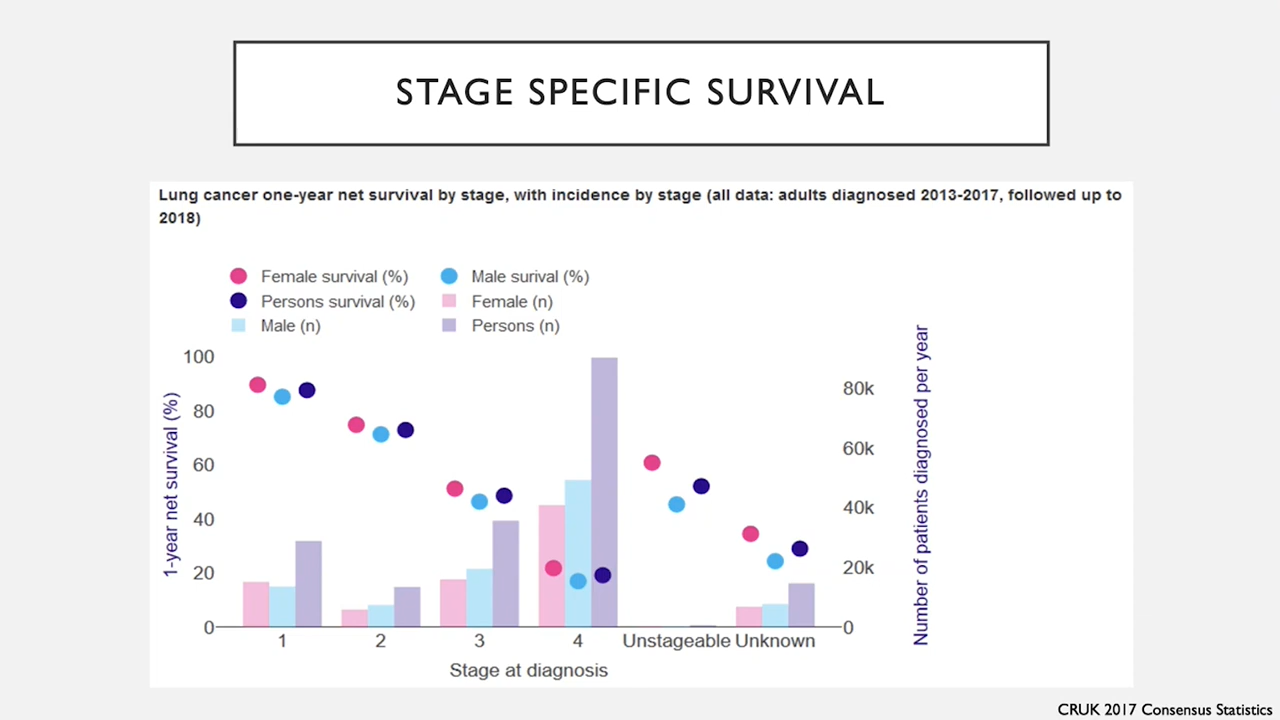 STAGE SPECIFIC SURVIVAL
Lung cancer one-year net survival by stage, with incidence by stage (all data: adults diagnosed 2013-2017, followed up to
2018)
Female survival (%)
Male surival (%)
Persons survival (%)
Female (n)
Male (n)
Persons (n)
1-year net survival (%)
100
80
60
40
20
0
80k
60k
40k
20k
0
Number of patients diagnosed per year
1 2 3 4 Unstageable Unknown
Stage at diagnosis
CRUK 2017 Consensus Statistics